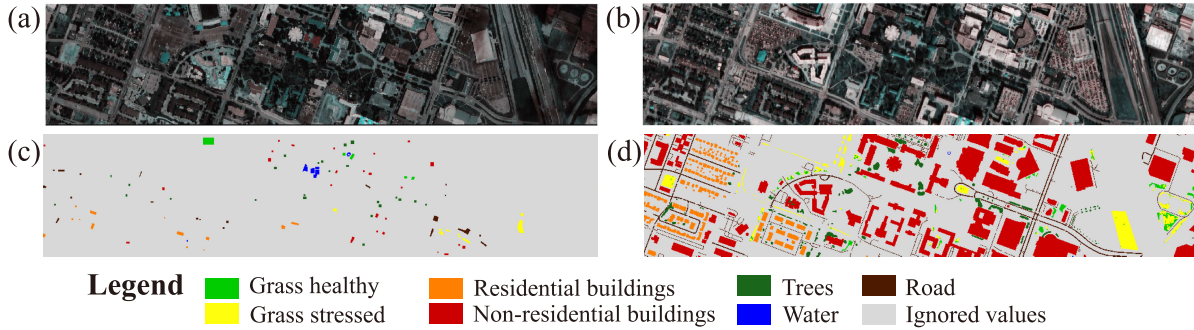 (a)
(b)
(c)
(d)
Legend
Grass healthy
Residential buildings
Trees
Road
Grass stressed
Non-residential buildings
Water
Ignored values